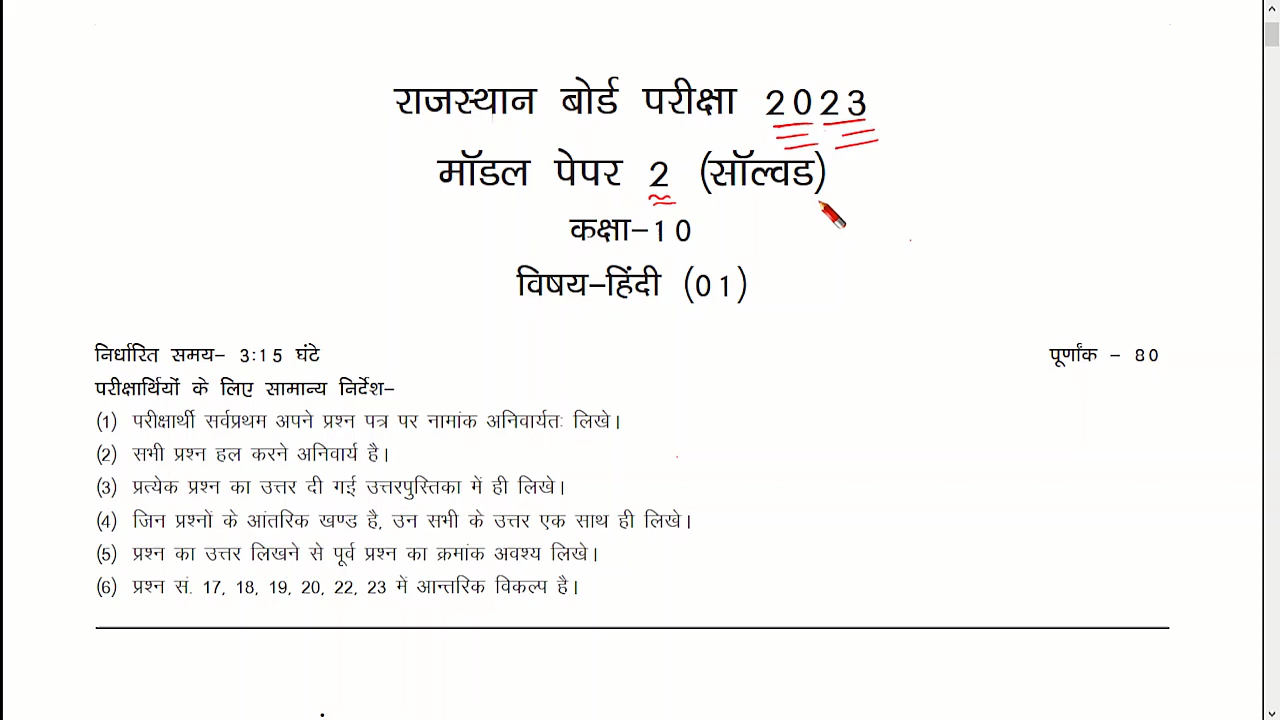 राजस्थान बोर्ड परीक्षा 2023
मॉडल पेपर 2 (सॉल्वड)
कक्षा-10
विषय-हिंदी (01)
निर्धारित समय- 3:15 घंटे
पूर्णांक - 80
परीक्षार्थियों के लिए सामान्य निर्देश-
(1) परीक्षार्थी सर्वप्रथम अपने प्रश्न पत्र पर नामांक अनिवार्यतः लिखे।
(2) सभी प्रश्न हल करने अनिवार्य है।
(3) प्रत्येक प्रश्न का उत्तर दी गई उत्तरपुस्तिका में ही लिखे।
(4) जिन प्रश्नों के आंतरिक खण्ड है, उन सभी के उत्तर एक साथ ही लिखे।
(5) प्रश्न का उत्तर लिखने से पूर्व प्रश्न का क्रमांक अवश्य लिखे।
(6) प्रश्न सं. 17, 18, 19, 20, 22, 23 में आन्तरिक विकल्प है।